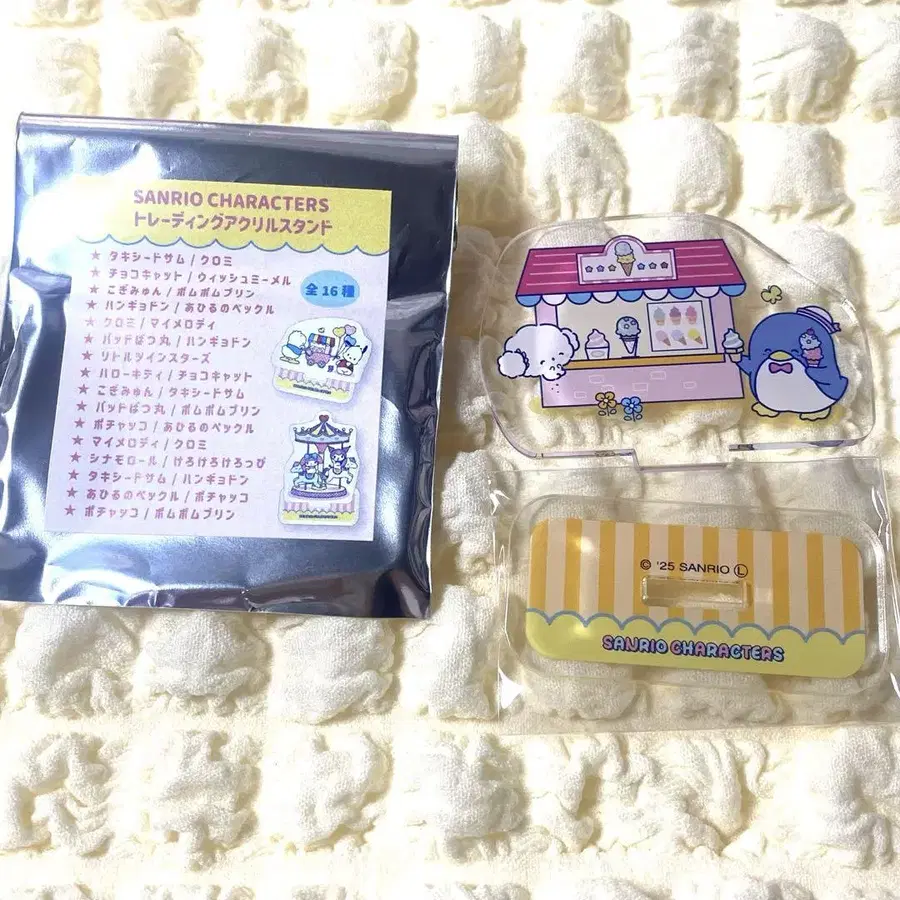 SANRIO CHARACTERS
トレーディングアクリルスタンド
★ タキシードサム / クロミ
★ チョコキャット / ウィッシュミーメル
★ こぎみゅん / ポムポムプリン
★ ハンギョドン / あひるのペックル
★ クロミ / マイメロディ
★ バッドばつ丸 / ハンギョドン
★ リトルツインスターズ
★ ハローキティ / チョコキャット
★ こぎみゅん / タキシードサム
★ バッドばつ丸 / ポムポムプリン
★ ポチャッコ / あひるのペックル
★ マイメロディ / クロミ
★ シナモロール / けろけろけろっぴ
★ タキシードサム / ハンギョドン
★ あひるのペックル / ポチャッコ
★ ポチャッコ / ポムポムプリン
全16種
© '25 SANRIO Ⓛ
SANRIO CHARACTERS